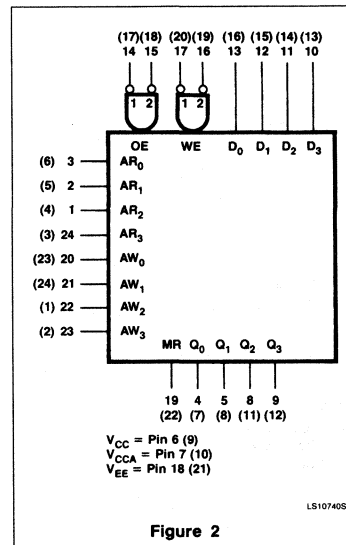 (17)(18) (20)(19) (16) (15) (14) (13)
14 15 17 16 13 12 11 10
1 2 1 2
OE WE D0 D1 D2 D3
(6) 3 AR0
(5) 2 AR1
(4) 1 AR2
(3) 24 AR3
(23) 20 AW0
(24) 21 AW1
(1) 22 AW2
(2) 23 AW3
MR Q0 Q1 Q2 Q3
19 4 5 8 9
(22) (7) (8) (11) (12)
VCC = Pin 6 (9)
VCCA = Pin 7 (10)
VEE = Pin 18 (21)
LS10740S
Figure 2